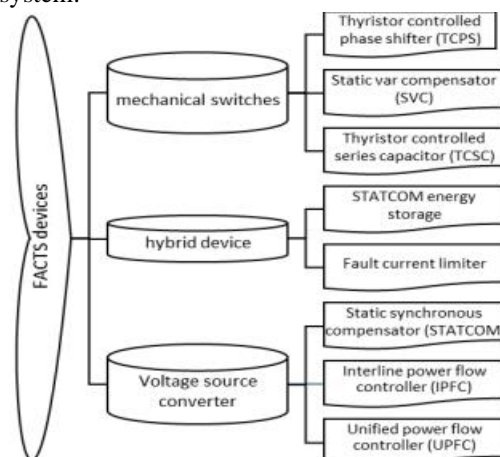 system.
FACTS devices
mechanical switches
Thyristor controlled
phase shifter (TCPS)
Static var compensator
(SVC)
Thyristor controlled
series capacitor (TCSC)
hybrid device
STATCOM energy
storage
Fault current limiter
Voltage source
converter
Static synchronous
compensator (STATCOM
Interline power flow
controller (IPFC)
Unified power flow
controller (UPFC)